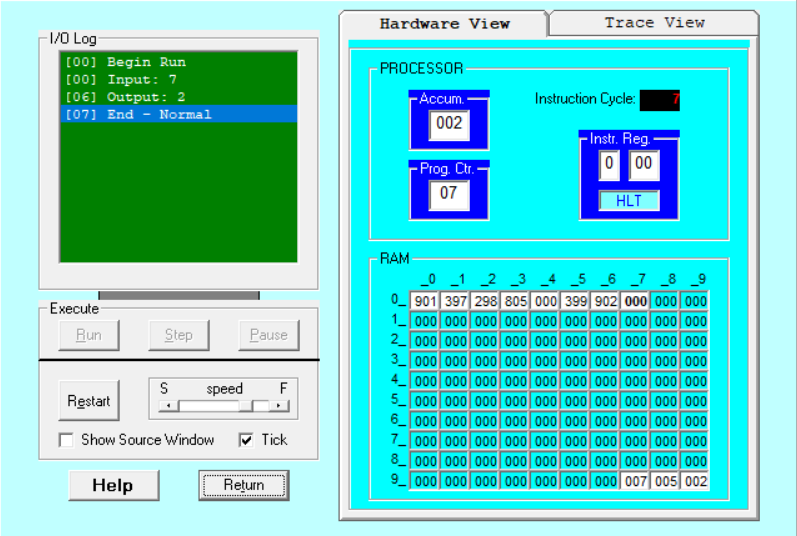 Hardware View
Trace View
I/O Log
[00] Begin Run
[00] Input: 7
[06] Output: 2
[07] End - Normal
PROCESSOR
Accum.
002
Instruction Cycle: 7
Instr. Reg.
0 00
HLT
Prog. Ctr.
07
RAM
_0 _1 _2 _3 _4 _5 _6 _7 _8 _9
0_ 901 397 298 805 000 399 902 000 000 000
1_ 000 000 000 000 000 000 000 000 000 000
2_ 000 000 000 000 000 000 000 000 000 000
3_ 000 000 000 000 000 000 000 000 000 000
4_ 000 000 000 000 000 000 000 000 000 000
5_ 000 000 000 000 000 000 000 000 000 000
6_ 000 000 000 000 000 000 000 000 000 000
7_ 000 000 000 000 000 000 000 000 000 000
8_ 000 000 000 000 000 000 000 000 000 000
9_ 000 000 000 000 000 000 000 007 005 002
Execute
Run Step Pause
Restart
S speed F
Show Source Window Tick
Help Return